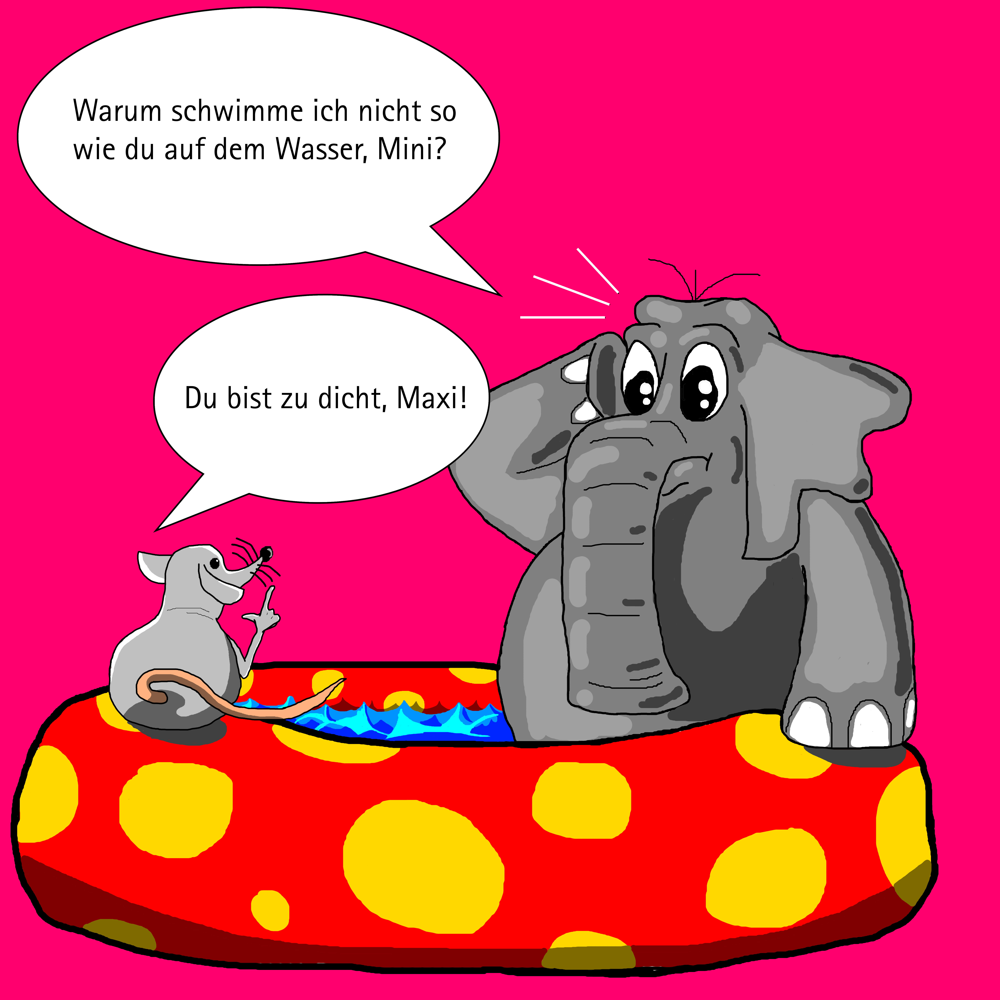 Warum schwimme ich nicht so
wie du auf dem Wasser, Mini?
Du bist zu dicht, Maxi!